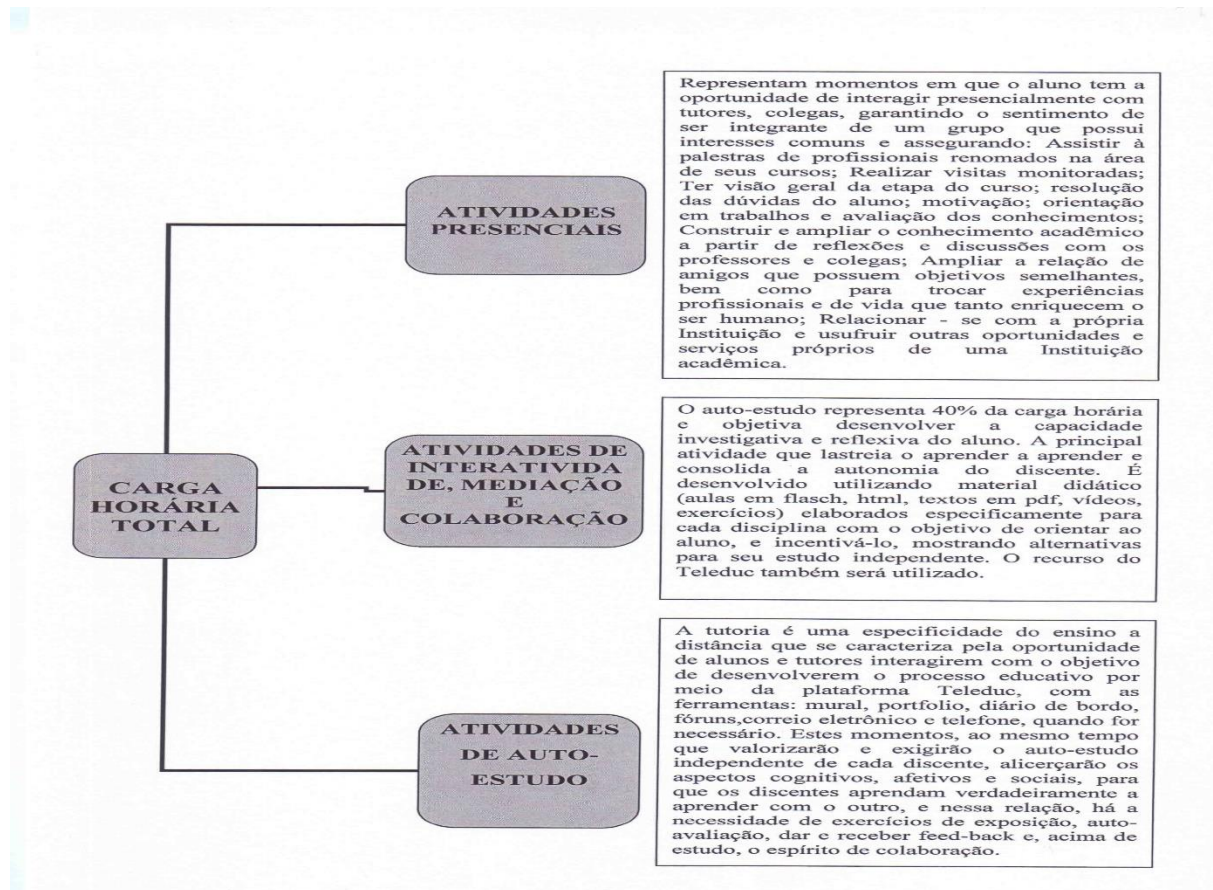 Representam momentos em que o aluno tem a
oportunidade de interagir presencialmente com
tutores, colegas, garantindo o sentimento de
ser integrante de um grupo que possui
interesses comuns e assegurando: Assistir à
palestras de profissionais renomados na área
de seus cursos; Realizar visitas monitoradas;
Ter visão geral da etapa do curso; resolução
das dúvidas do aluno; motivação; orientação
em trabalhos e avaliação dos conhecimentos;
Construir e ampliar o conhecimento acadêmico
a partir de reflexões e discussões com os
professores e colegas; Ampliar a relação de
amigos que possuem objetivos semelhantes,
bem como para trocar experiências
profissionais e de vida que tanto enriquecem o
ser humano; Relacionar - se com a própria
Instituição e usufruir outras oportunidades e
serviços próprios de uma Instituição
acadêmica.
ATIVIDADES
PRESENCIAIS
O auto-estudo representa 40% da carga horária
e objetiva desenvolver a capacidade
investigativa e reflexiva do aluno. A principal
atividade que lastreia o aprender a aprender e
consolida a autonomia do discente. É
desenvolvido utilizando material didático
(aulas em flasch, html, textos em pdf, vídeos,
exercícios) elaborados especificamente para
cada disciplina com o objetivo de orientar ao
aluno, e incentivá-lo, mostrando alternativas
para seu estudo independente. O recurso do
Teleduc também será utilizado.
ATIVIDADES DE
INTERATIVIDA
DE, MEDIAÇÃO
E
COLABORAÇÃO
CARGA
HORÁRIA
TOTAL
A tutoria é uma especificidade do ensino a
distância que se caracteriza pela oportunidade
de alunos e tutores interagirem com o objetivo
de desenvolverem o processo educativo por
meio da plataforma Teleduc, com as
ferramentas: mural, portfolio, diário de bordo,
fóruns,correio eletrônico e telefone, quando for
necessário. Estes momentos, ao mesmo tempo
que valorizarão e exigirão o auto-estudo
independente de cada discente, alicerçarão os
aspectos cognitivos, afetivos e sociais, para
que os discentes aprendam verdadeiramente a
aprender com o outro, e nessa relação, há a
necessidade de exercícios de exposição, auto-
avaliação, dar e receber feed-back e, acima de
estudo, o espírito de colaboração.
ATIVIDADES
DE AUTO-
ESTUDO